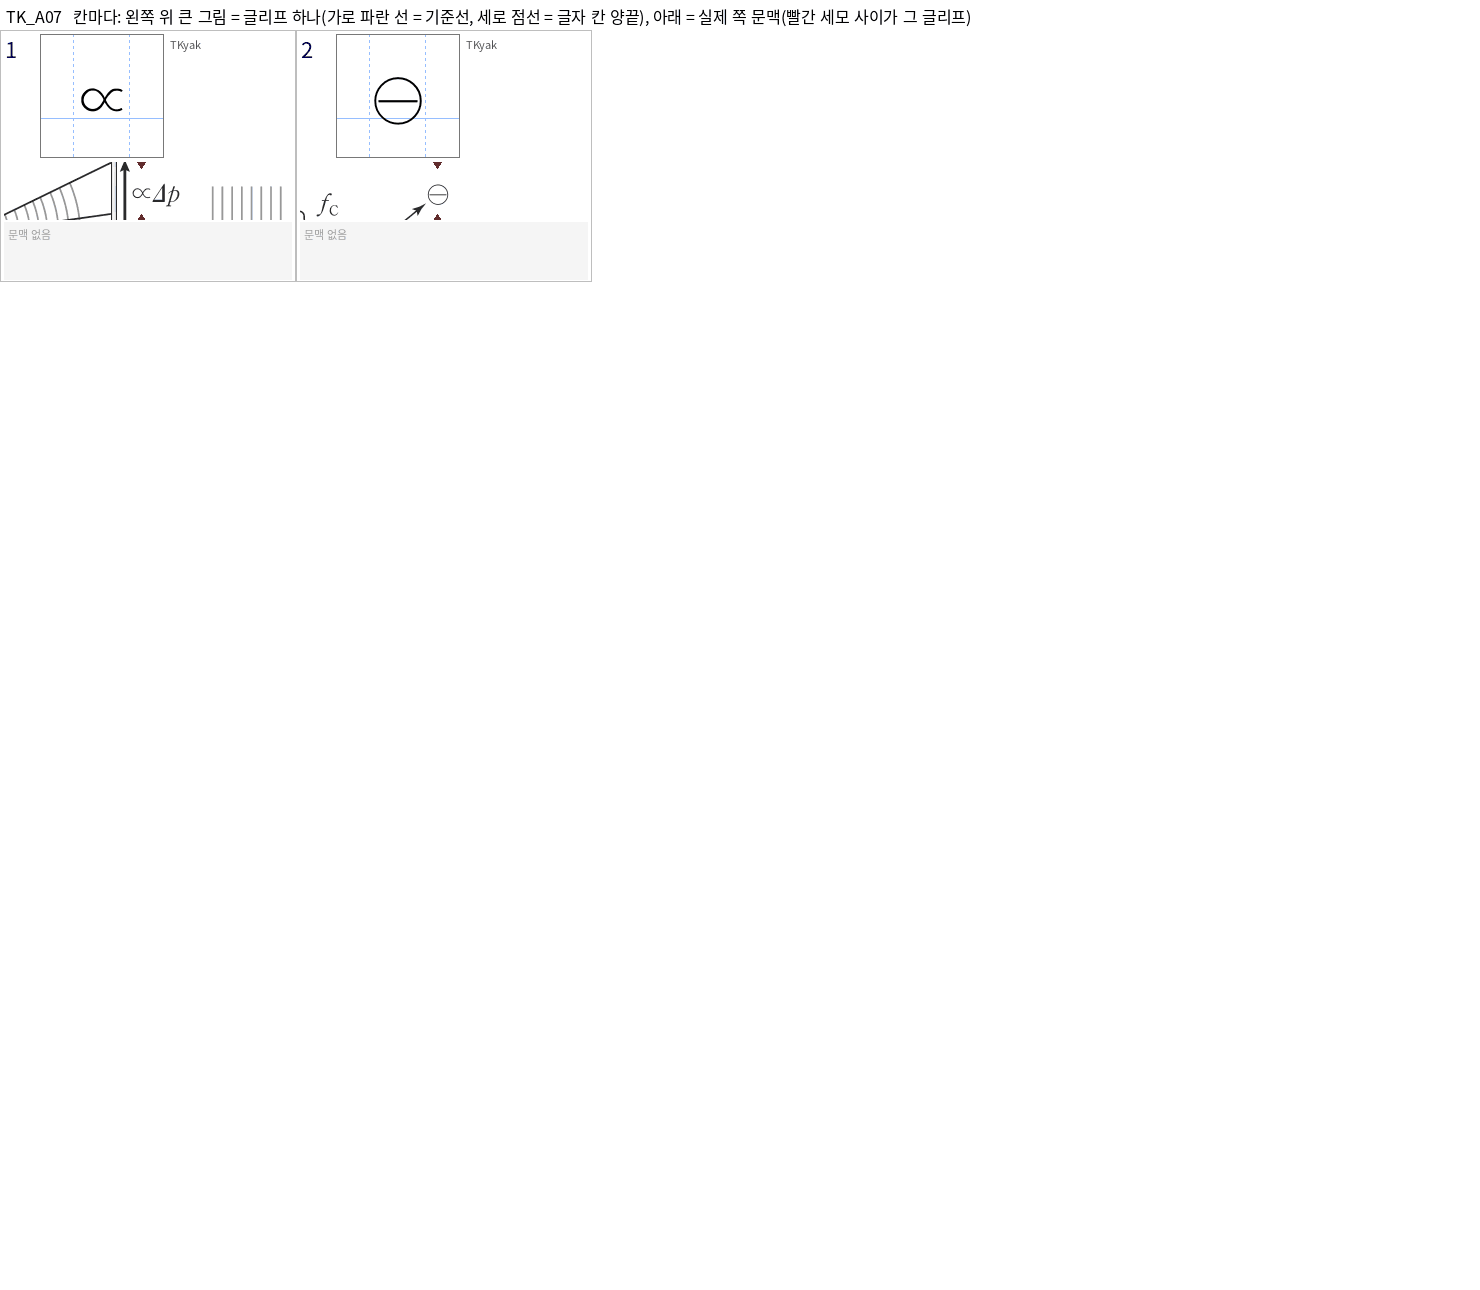 TK_A07 칸마다: 왼쪽 위 큰 그림 = 글리프 하나(가로 파란 선 = 기준선, 세로 점선 = 글자 칸 양끝), 아래 = 실제 쪽 문맥(빨간 세모 사이가 그 글리프)
1 TKyak
∝
∝Δp
문맥 없음
2 TKyak
⊖
⊖
f_C
문맥 없음